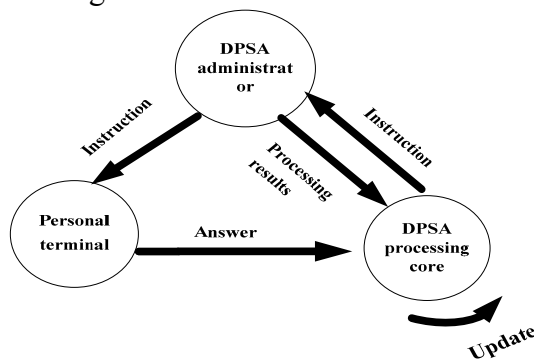 DPSA
administrat
or
Instruction
Instruction
Processing
results
Personal
terminal
Answer
DPSA
processing
core
Update